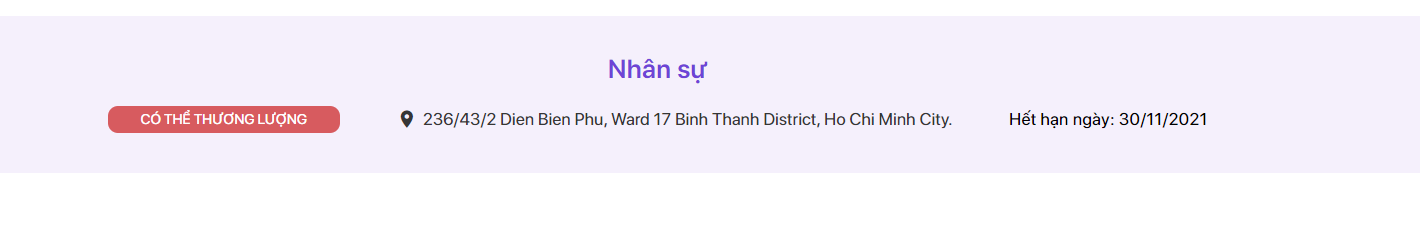 Nhân sự
CÓ THỂ THƯƠNG LƯỢNG
236/43/2 Dien Bien Phu, Ward 17 Binh Thanh District, Ho Chi Minh City.
Hết hạn ngày: 30/11/2021